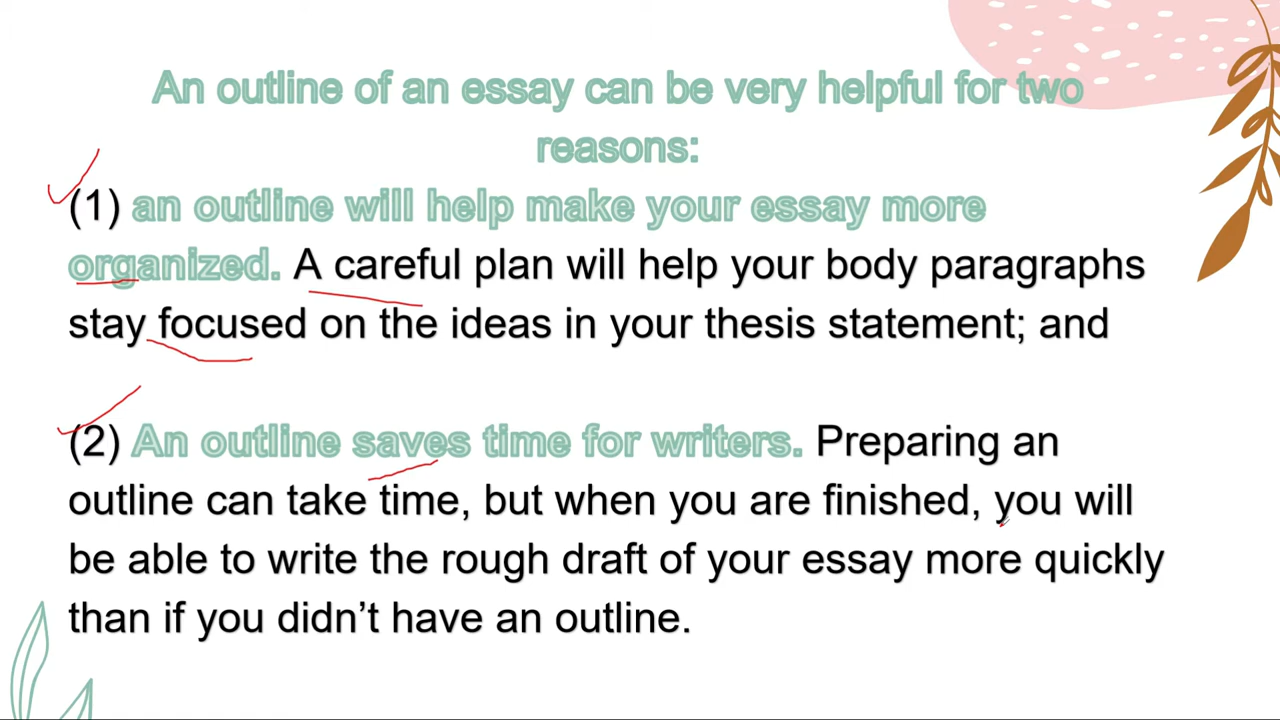 An outline of an essay can be very helpful for two
reasons:
(1) an outline will help make your essay more
organized. A careful plan will help your body paragraphs
stay focused on the ideas in your thesis statement; and
(2) An outline saves time for writers. Preparing an
outline can take time, but when you are finished, you will
be able to write the rough draft of your essay more quickly
than if you didn’t have an outline.